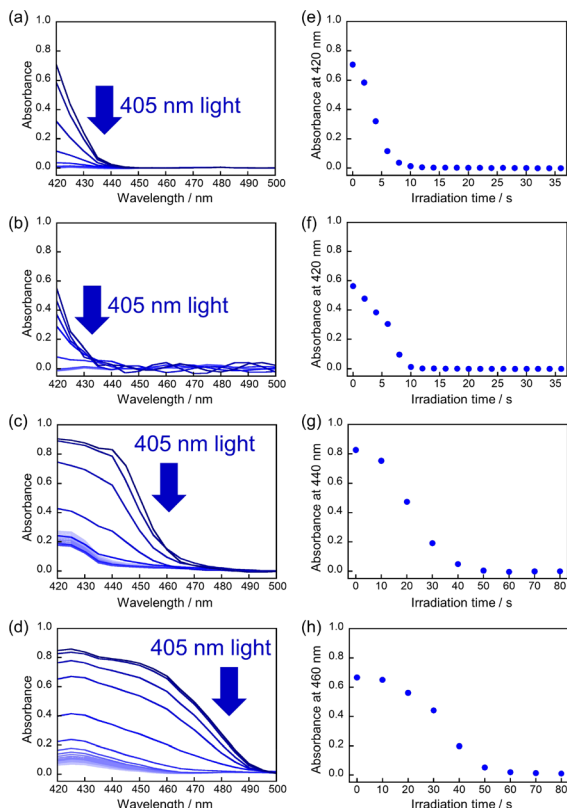 (a)
1.0
0.8
0.6
0.4
0.2
0.0
Absorbance
405 nm light
420 430 440 450 460 470 480 490 500
Wavelength / nm
(e)
1.0
0.8
0.6
0.4
0.2
0.0
Absorbance at 420 nm
0 5 10 15 20 25 30 35
Irradiation time / s
(b)
1.0
0.8
0.6
0.4
0.2
0.0
Absorbance
405 nm light
420 430 440 450 460 470 480 490 500
Wavelength / nm
(f)
1.0
0.8
0.6
0.4
0.2
0.0
Absorbance at 420 nm
0 5 10 15 20 25 30 35
Irradiation time / s
(c)
1.0
0.8
0.6
0.4
0.2
0.0
Absorbance
405 nm light
420 430 440 450 460 470 480 490 500
Wavelength / nm
(g)
1.0
0.8
0.6
0.4
0.2
0.0
Absorbance at 440 nm
0 10 20 30 40 50 60 70 80
Irradiation time / s
(d)
1.0
0.8
0.6
0.4
0.2
0.0
Absorbance
405 nm light
420 430 440 450 460 470 480 490 500
Wavelength / nm
(h)
1.0
0.8
0.6
0.4
0.2
0.0
Absorbance at 460 nm
0 10 20 30 40 50 60 70 80
Irradiation time / s